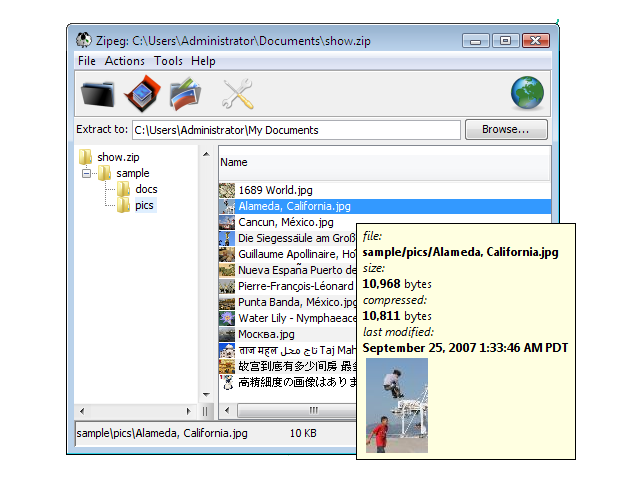 Zipeg: C:\Users\Administrator\Documents\show.zip
File Actions Tools Help
Extract to: C:\Users\Administrator\My Documents Browse...
show.zip
sample
docs
pics
Name
1689 World.jpg
Alameda, California.jpg
Cancun, México.jpg
Die Siegessäule am Groß
Guillaume Apollinaire, Ho
Nueva España Puerto de
Pierre-François-Léonard
Punta Banda, México.jpg
Water Lily - Nymphaeace
Москва.jpg
ताज महल تاج محل Taj Mah
故宫到底有多少间房 最多
高精細度の画像はありま
file:
sample/pics/Alameda, California.jpg
size:
10,968 bytes
compressed:
10,811 bytes
last modified:
September 25, 2007 1:33:46 AM PDT
sample\pics\Alameda, California.jpg 10 KB